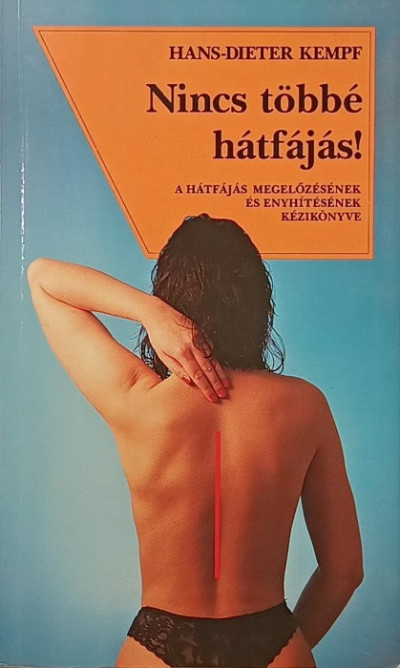 HANS-DIETER KEMPF
Nincs többé
hátfájás!
A HÁTFÁJÁS MEGELŐZÉSÉNEK
ÉS ENYHÍTÉSÉNEK
KÉZIKÖNYVE